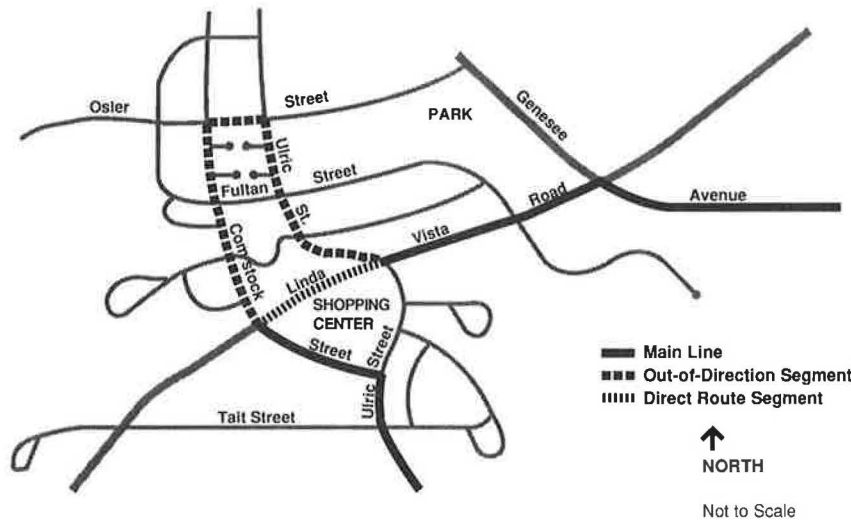 Osler
Street
PARK
Genesee
Ulric
Street
Fultan
St.
Road
Avenue
Vista
Comstock
Linda
SHOPPING
CENTER
Street
Street
Ulric
Tait Street
Main Line
Out-of-Direction Segment
Direct Route Segment
NORTH
Not to Scale